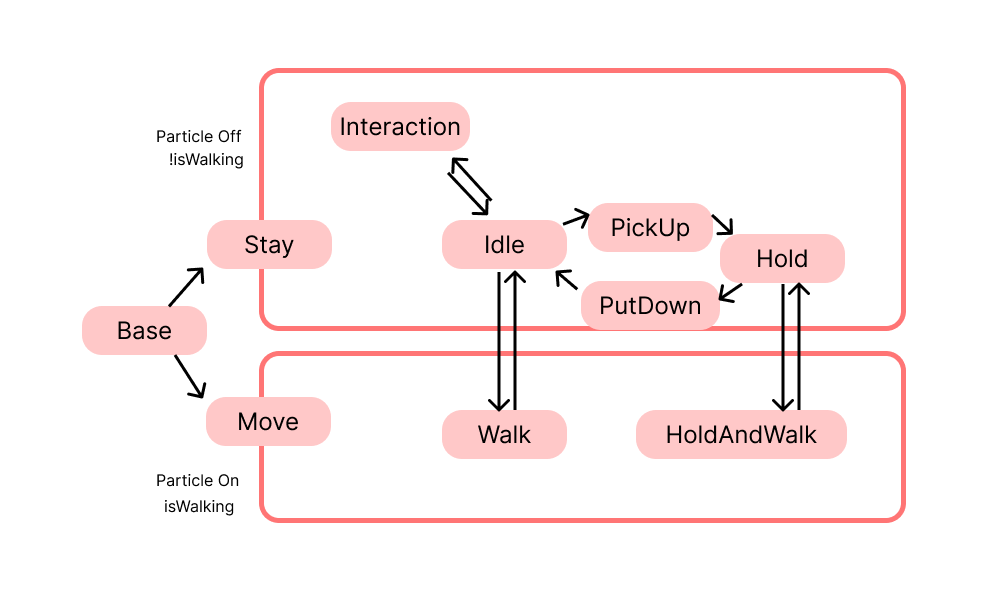 Interaction
Particle Off
!isWalking
PickUp
Stay
Idle
Hold
PutDown
Base
Move
Walk
HoldAndWalk
Particle On
isWalking